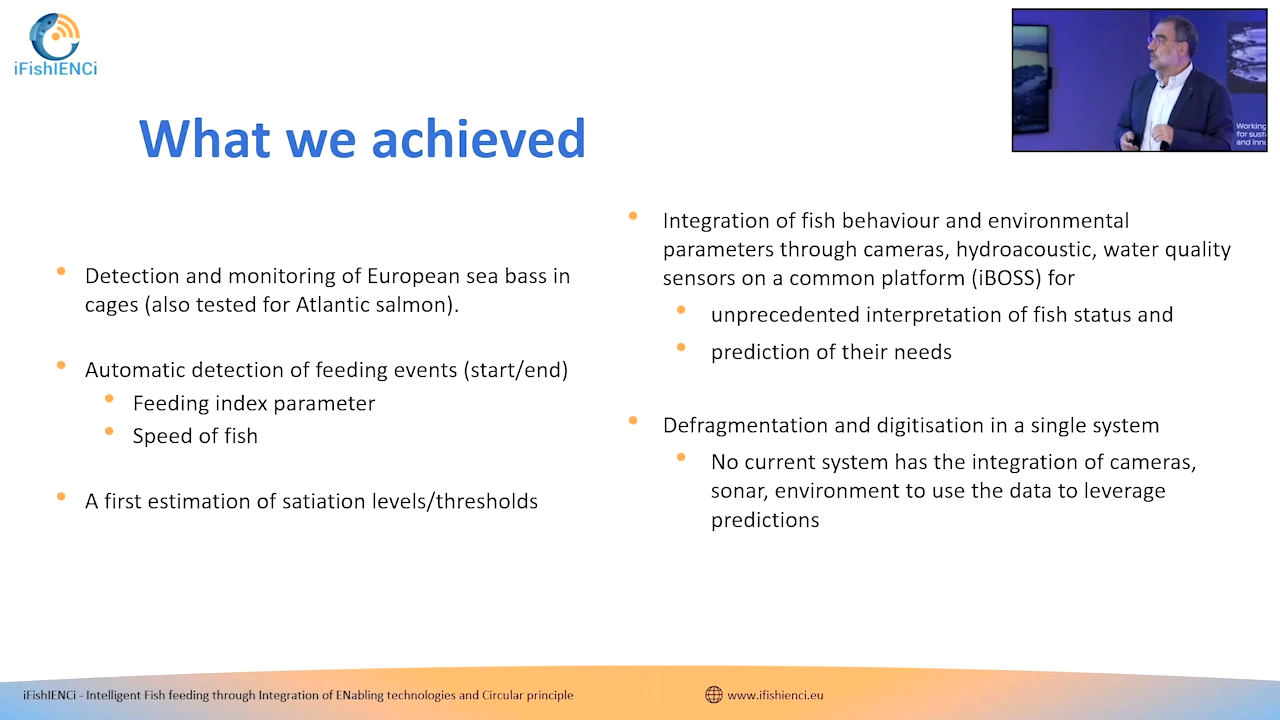 iFishIENCi
What we achieved
Detection and monitoring of European sea bass in
cages (also tested for Atlantic salmon).
Automatic detection of feeding events (start/end)
Feeding index parameter
Speed of fish
A first estimation of satiation levels/thresholds
Integration of fish behaviour and environmental
parameters through cameras, hydroacoustic, water quality
sensors on a common platform (iBOSS) for
unprecedented interpretation of fish status and
prediction of their needs
Defragmentation and digitisation in a single system
No current system has the integration of cameras,
sonar, environment to use the data to leverage
predictions
Working
for
and
iFishIENCi - Intelligent Fish feeding through Integration of ENabling technologies and Circular principle
www.ifishienci.eu